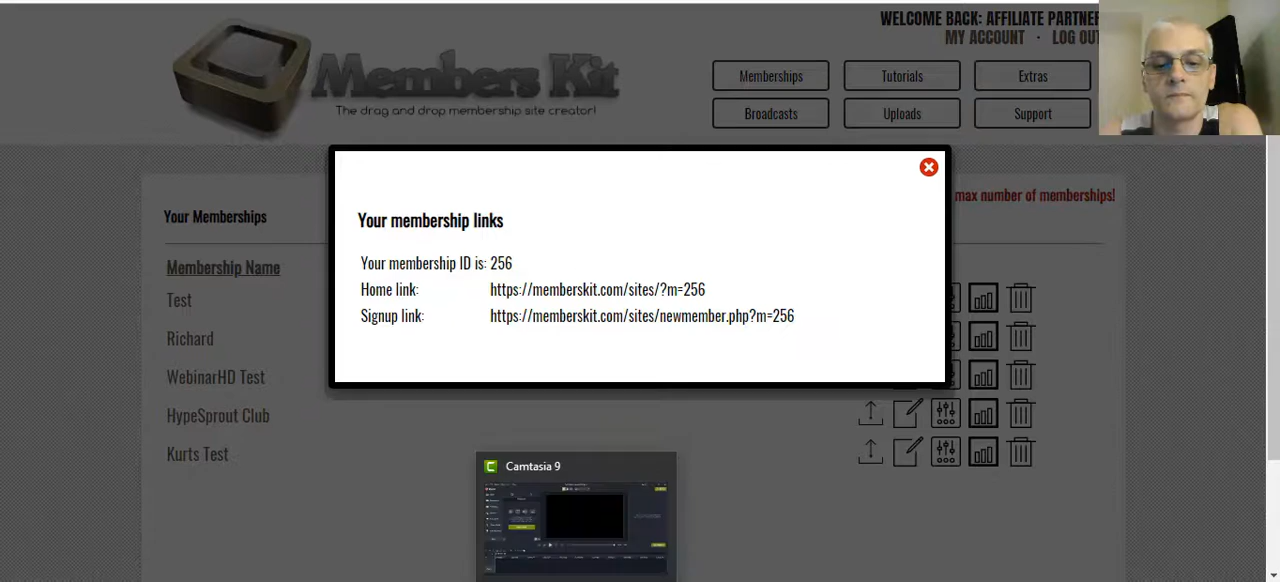 WELCOME BACK: AFFILIATE PARTNER
MY ACCOUNT · LOG OUT
Members Kit
The drag and drop membership site creator!
Memberships
Tutorials
Extras
Broadcasts
Uploads
Support
max number of memberships!
Your Memberships
Membership Name
Test
Richard
WebinarHD Test
HypeSprout Club
Kurts Test
Your membership links
Your membership ID is: 256
Home link: https://memberskit.com/sites/?m=256
Signup link: https://memberskit.com/sites/newmember.php?m=256
Camtasia 9